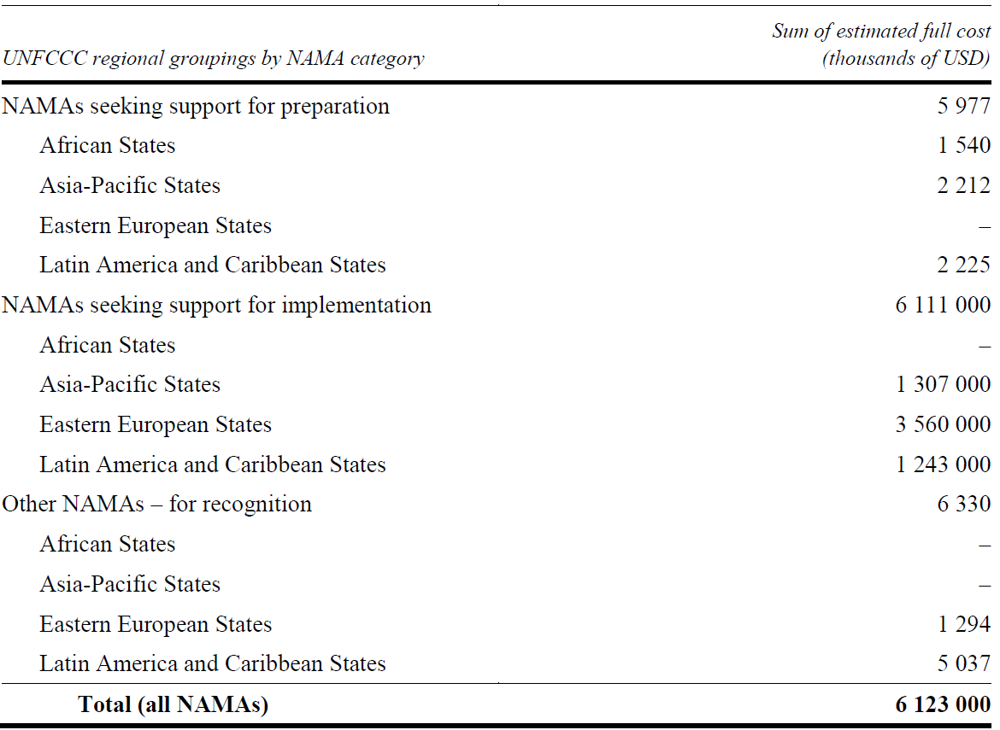 Sum of estimated full cost
UNFCCC regional groupings by NAMA category (thousands of USD)
NAMAs seeking support for preparation 5 977
African States 1 540
Asia-Pacific States 2 212
Eastern European States –
Latin America and Caribbean States 2 225
NAMAs seeking support for implementation 6 111 000
African States –
Asia-Pacific States 1 307 000
Eastern European States 3 560 000
Latin America and Caribbean States 1 243 000
Other NAMAs – for recognition 6 330
African States –
Asia-Pacific States –
Eastern European States 1 294
Latin America and Caribbean States 5 037
Total (all NAMAs) 6 123 000